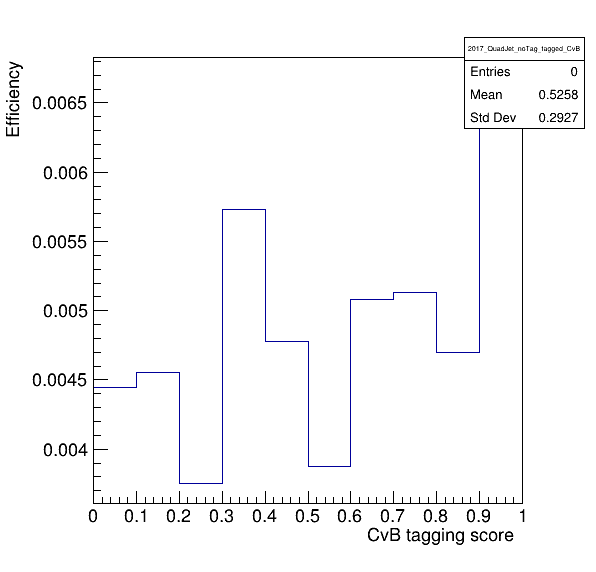 2017_QuadJet_noTag_tagged_CvB
Entries 0
Mean 0.5258
Std Dev 0.2927
Efficiency
0.0065
0.006
0.0055
0.005
0.0045
0.004
0 0.1 0.2 0.3 0.4 0.5 0.6 0.7 0.8 0.9 1
CvB tagging score